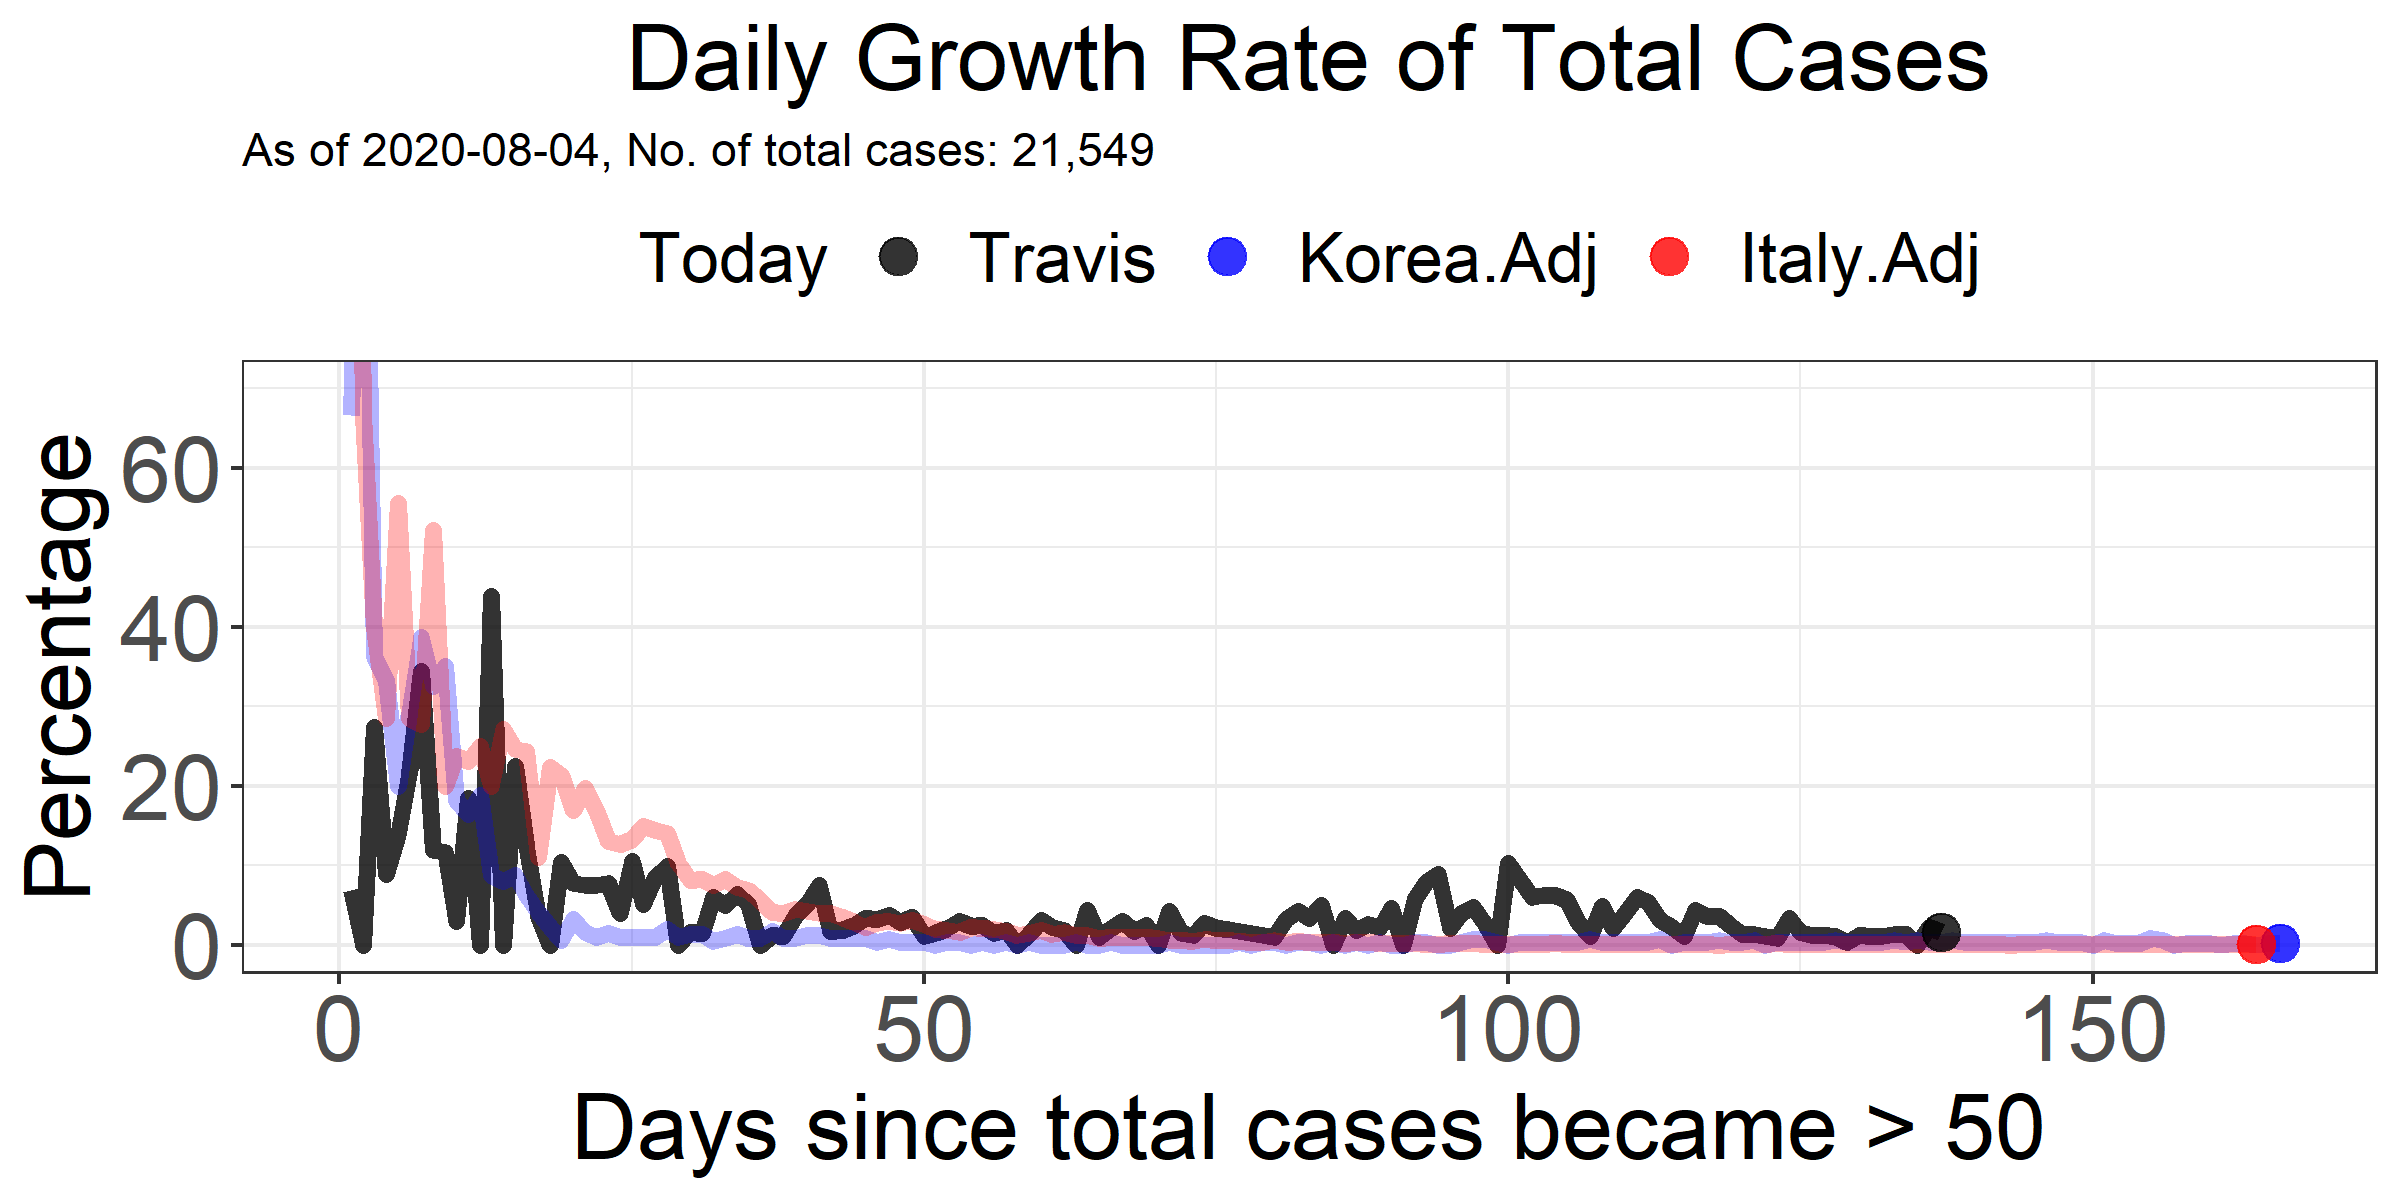 Daily Growth Rate of Total Cases
As of 2020-08-04, No. of total cases: 21,549
Today Travis Korea.Adj Italy.Adj
Percentage
60
40
20
0
0 50 100 150
Days since total cases became > 50